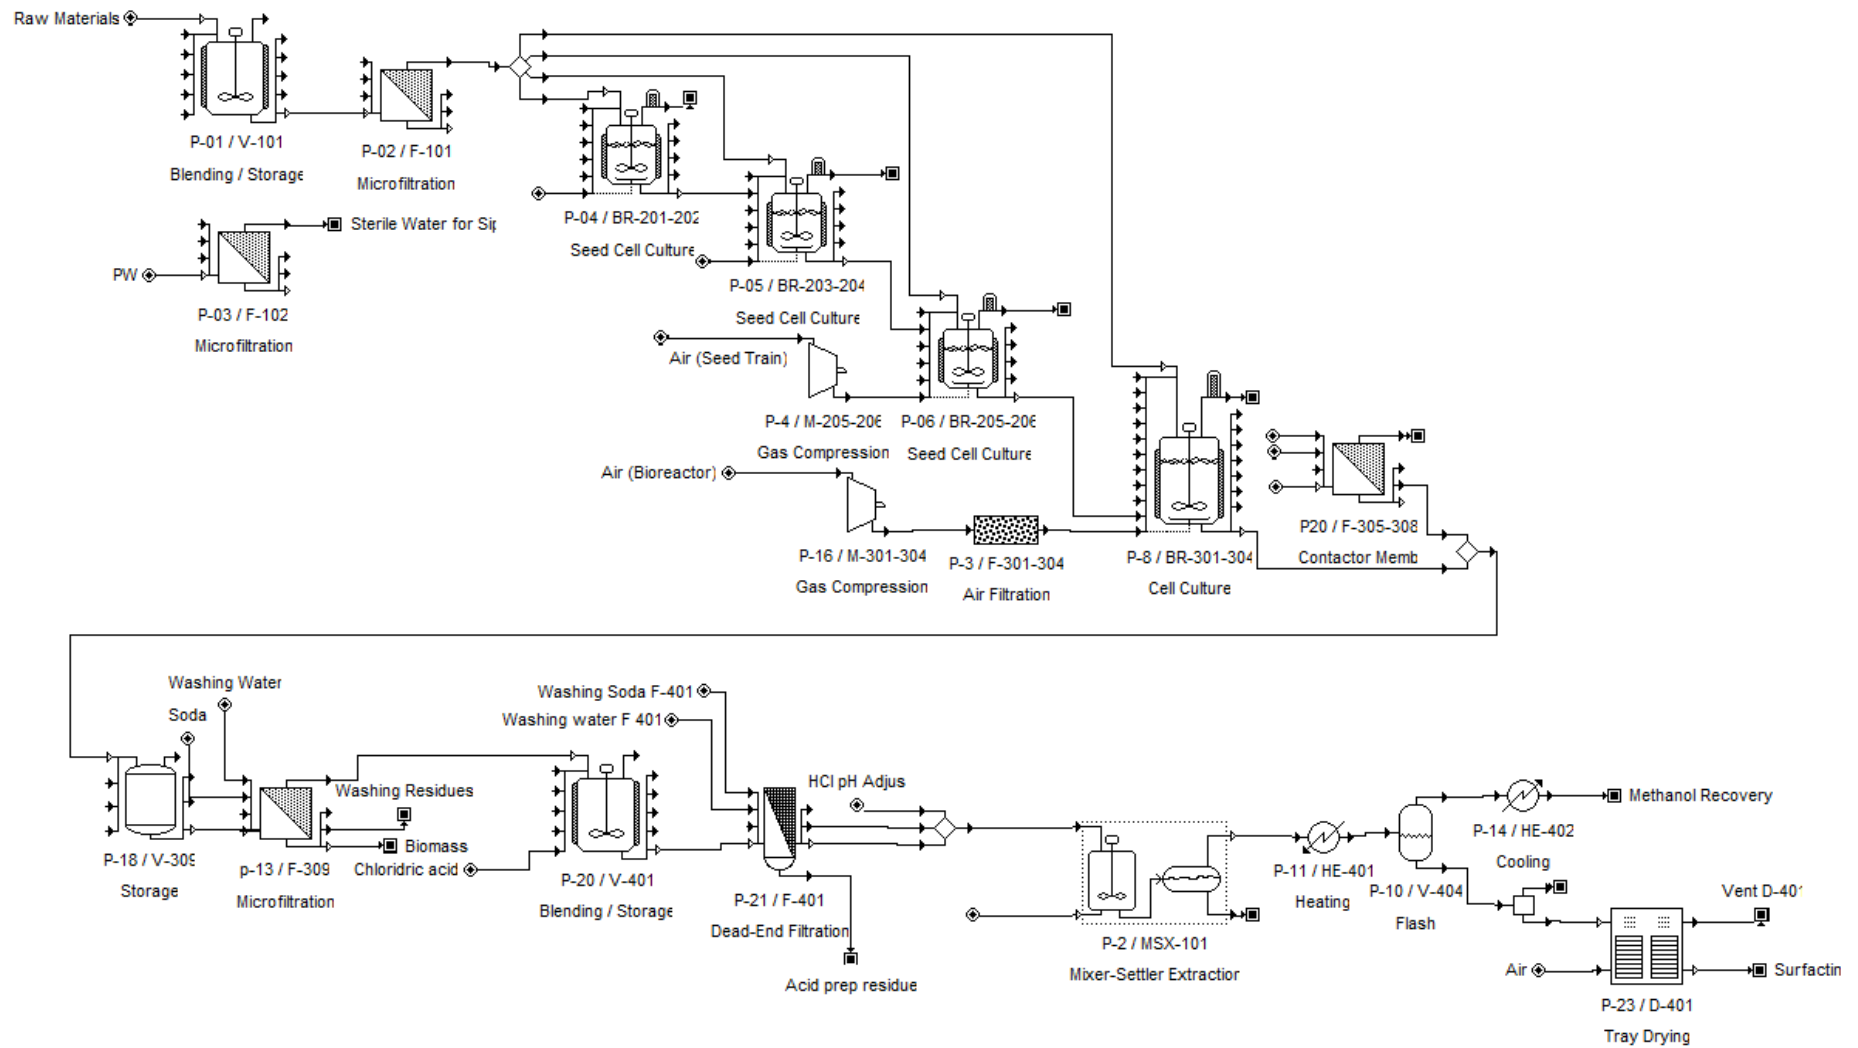 Raw Materials
P-01 / V-101
Blending / Storage
P-02 / F-101
Microfiltration
Sterile Water for Sip
PW
P-03 / F-102
Microfiltration
P-04 / BR-201-202
Seed Cell Culture
P-05 / BR-203-204
Seed Cell Culture
Air (Seed Train)
P-4 / M-205-206
Gas Compression
P-06 / BR-205-206
Seed Cell Culture
Air (Bioreactor)
P-16 / M-301-304
Gas Compression
P-3 / F-301-304
Air Filtration
P-8 / BR-301-304
Cell Culture
P20 / F-305-308
Contactor Memb
Washing Water
Soda
P-18 / V-309
Storage
p-13 / F-309
Microfiltration
Washing Residues
Biomass
Chloridric acid
Washing Soda F-401
Washing water F 401
P-20 / V-401
Blending / Storage
P-21 / F-401
Dead-End Filtration
Acid prep residue
HCl pH Adjus
P-2 / MSX-101
Mixer-Settler Extraction
P-11 / HE-401
Heating
P-10 / V-404
Flash
P-14 / HE-402
Cooling
Methanol Recovery
Vent D-401
Air
Surfactin
P-23 / D-401
Tray Drying